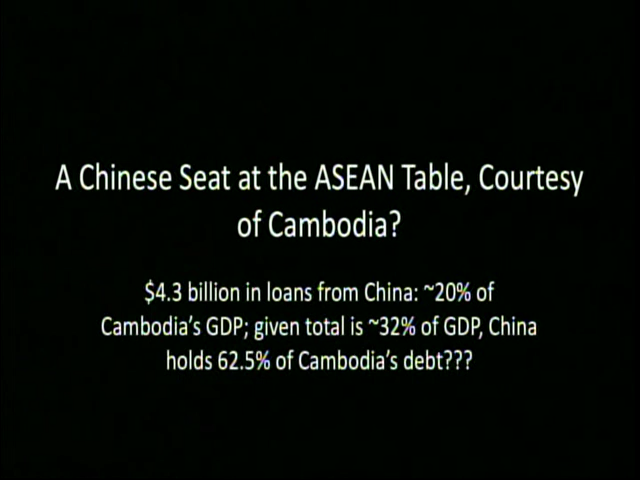 A Chinese Seat at the ASEAN Table, Courtesy
of Cambodia?
$4.3 billion in loans from China: ~20% of
Cambodia's GDP; given total is ~32% of GDP, China
holds 62.5% of Cambodia's debt???